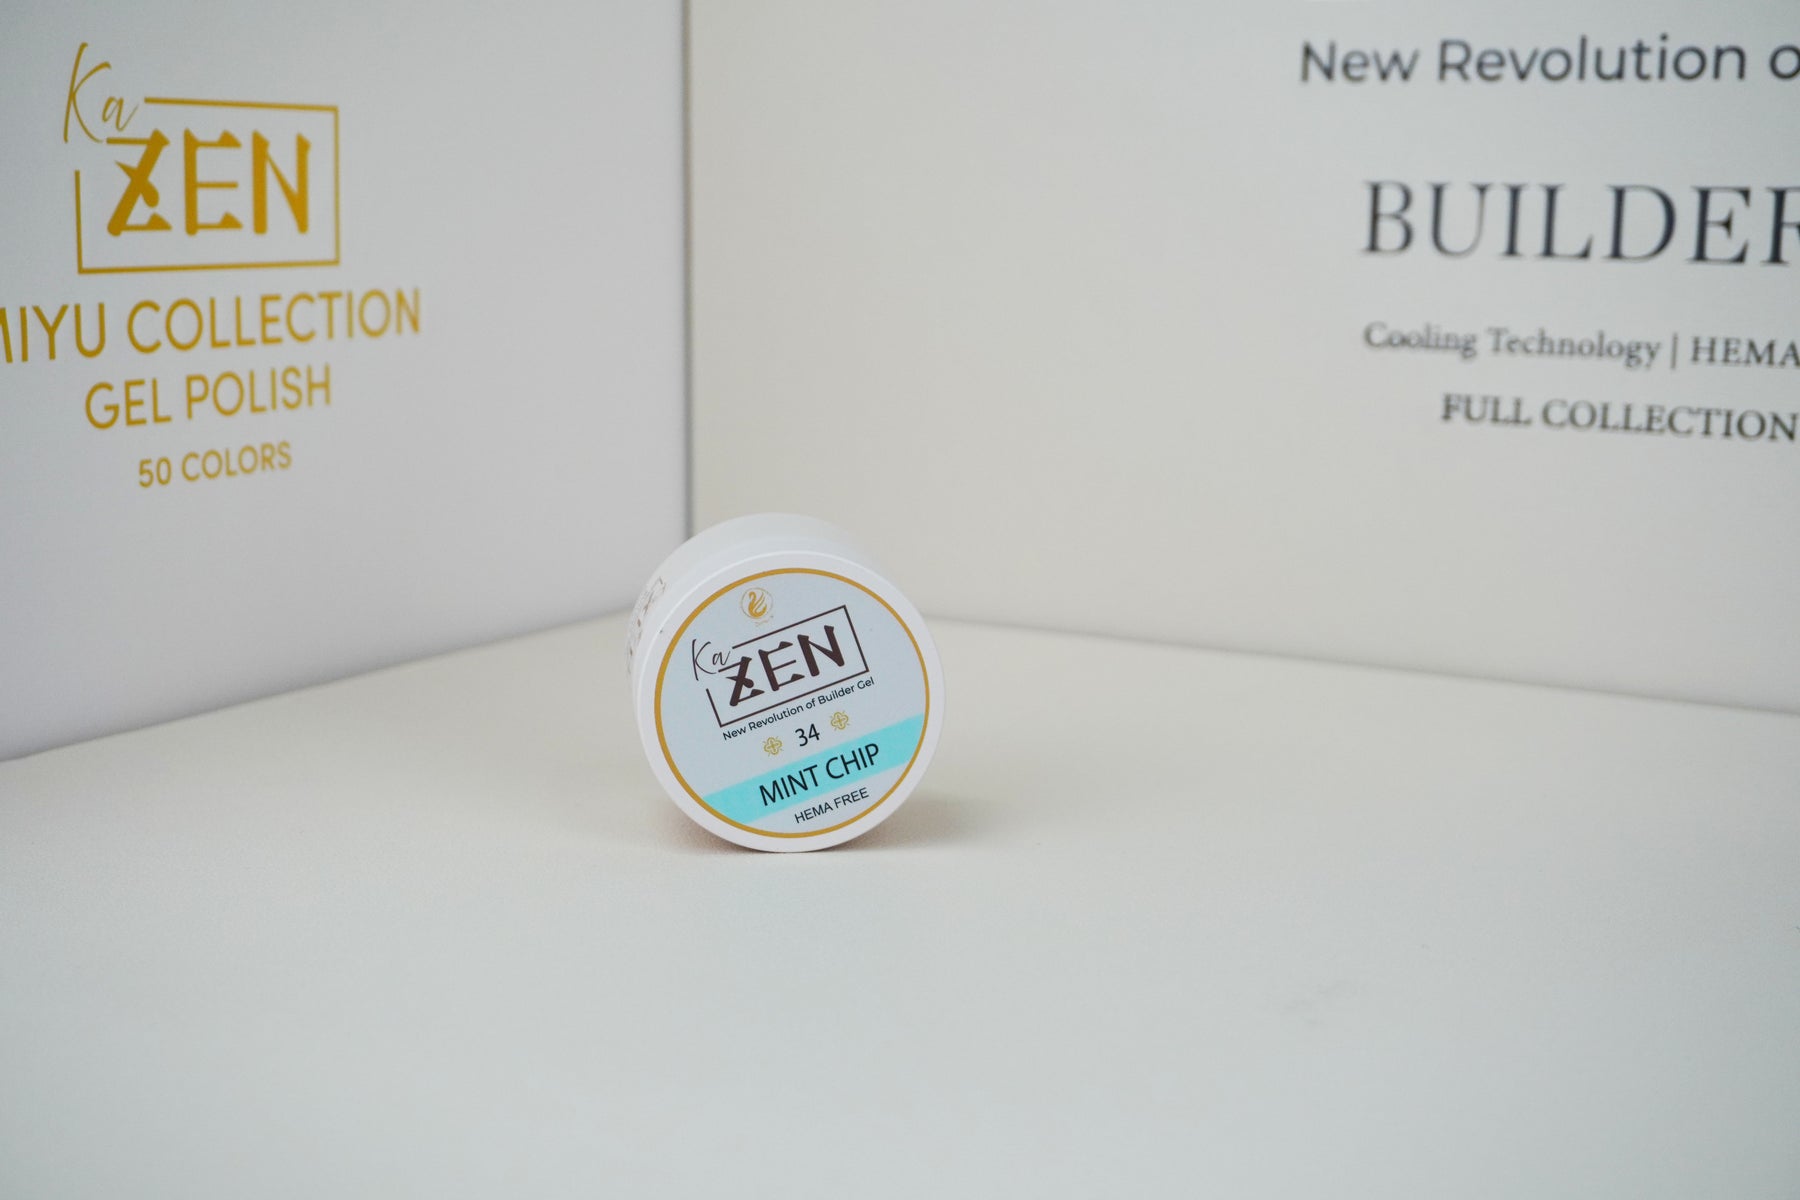 Ka
ZEN
MIYU COLLECTION
GEL POLISH
50 COLORS
New Revolution o
BUILDER
Cooling Technology | HEMA
FULL COLLECTION
Ka
ZEN
New Revolution of Builder Gel
34
MINT CHIP
HEMA FREE